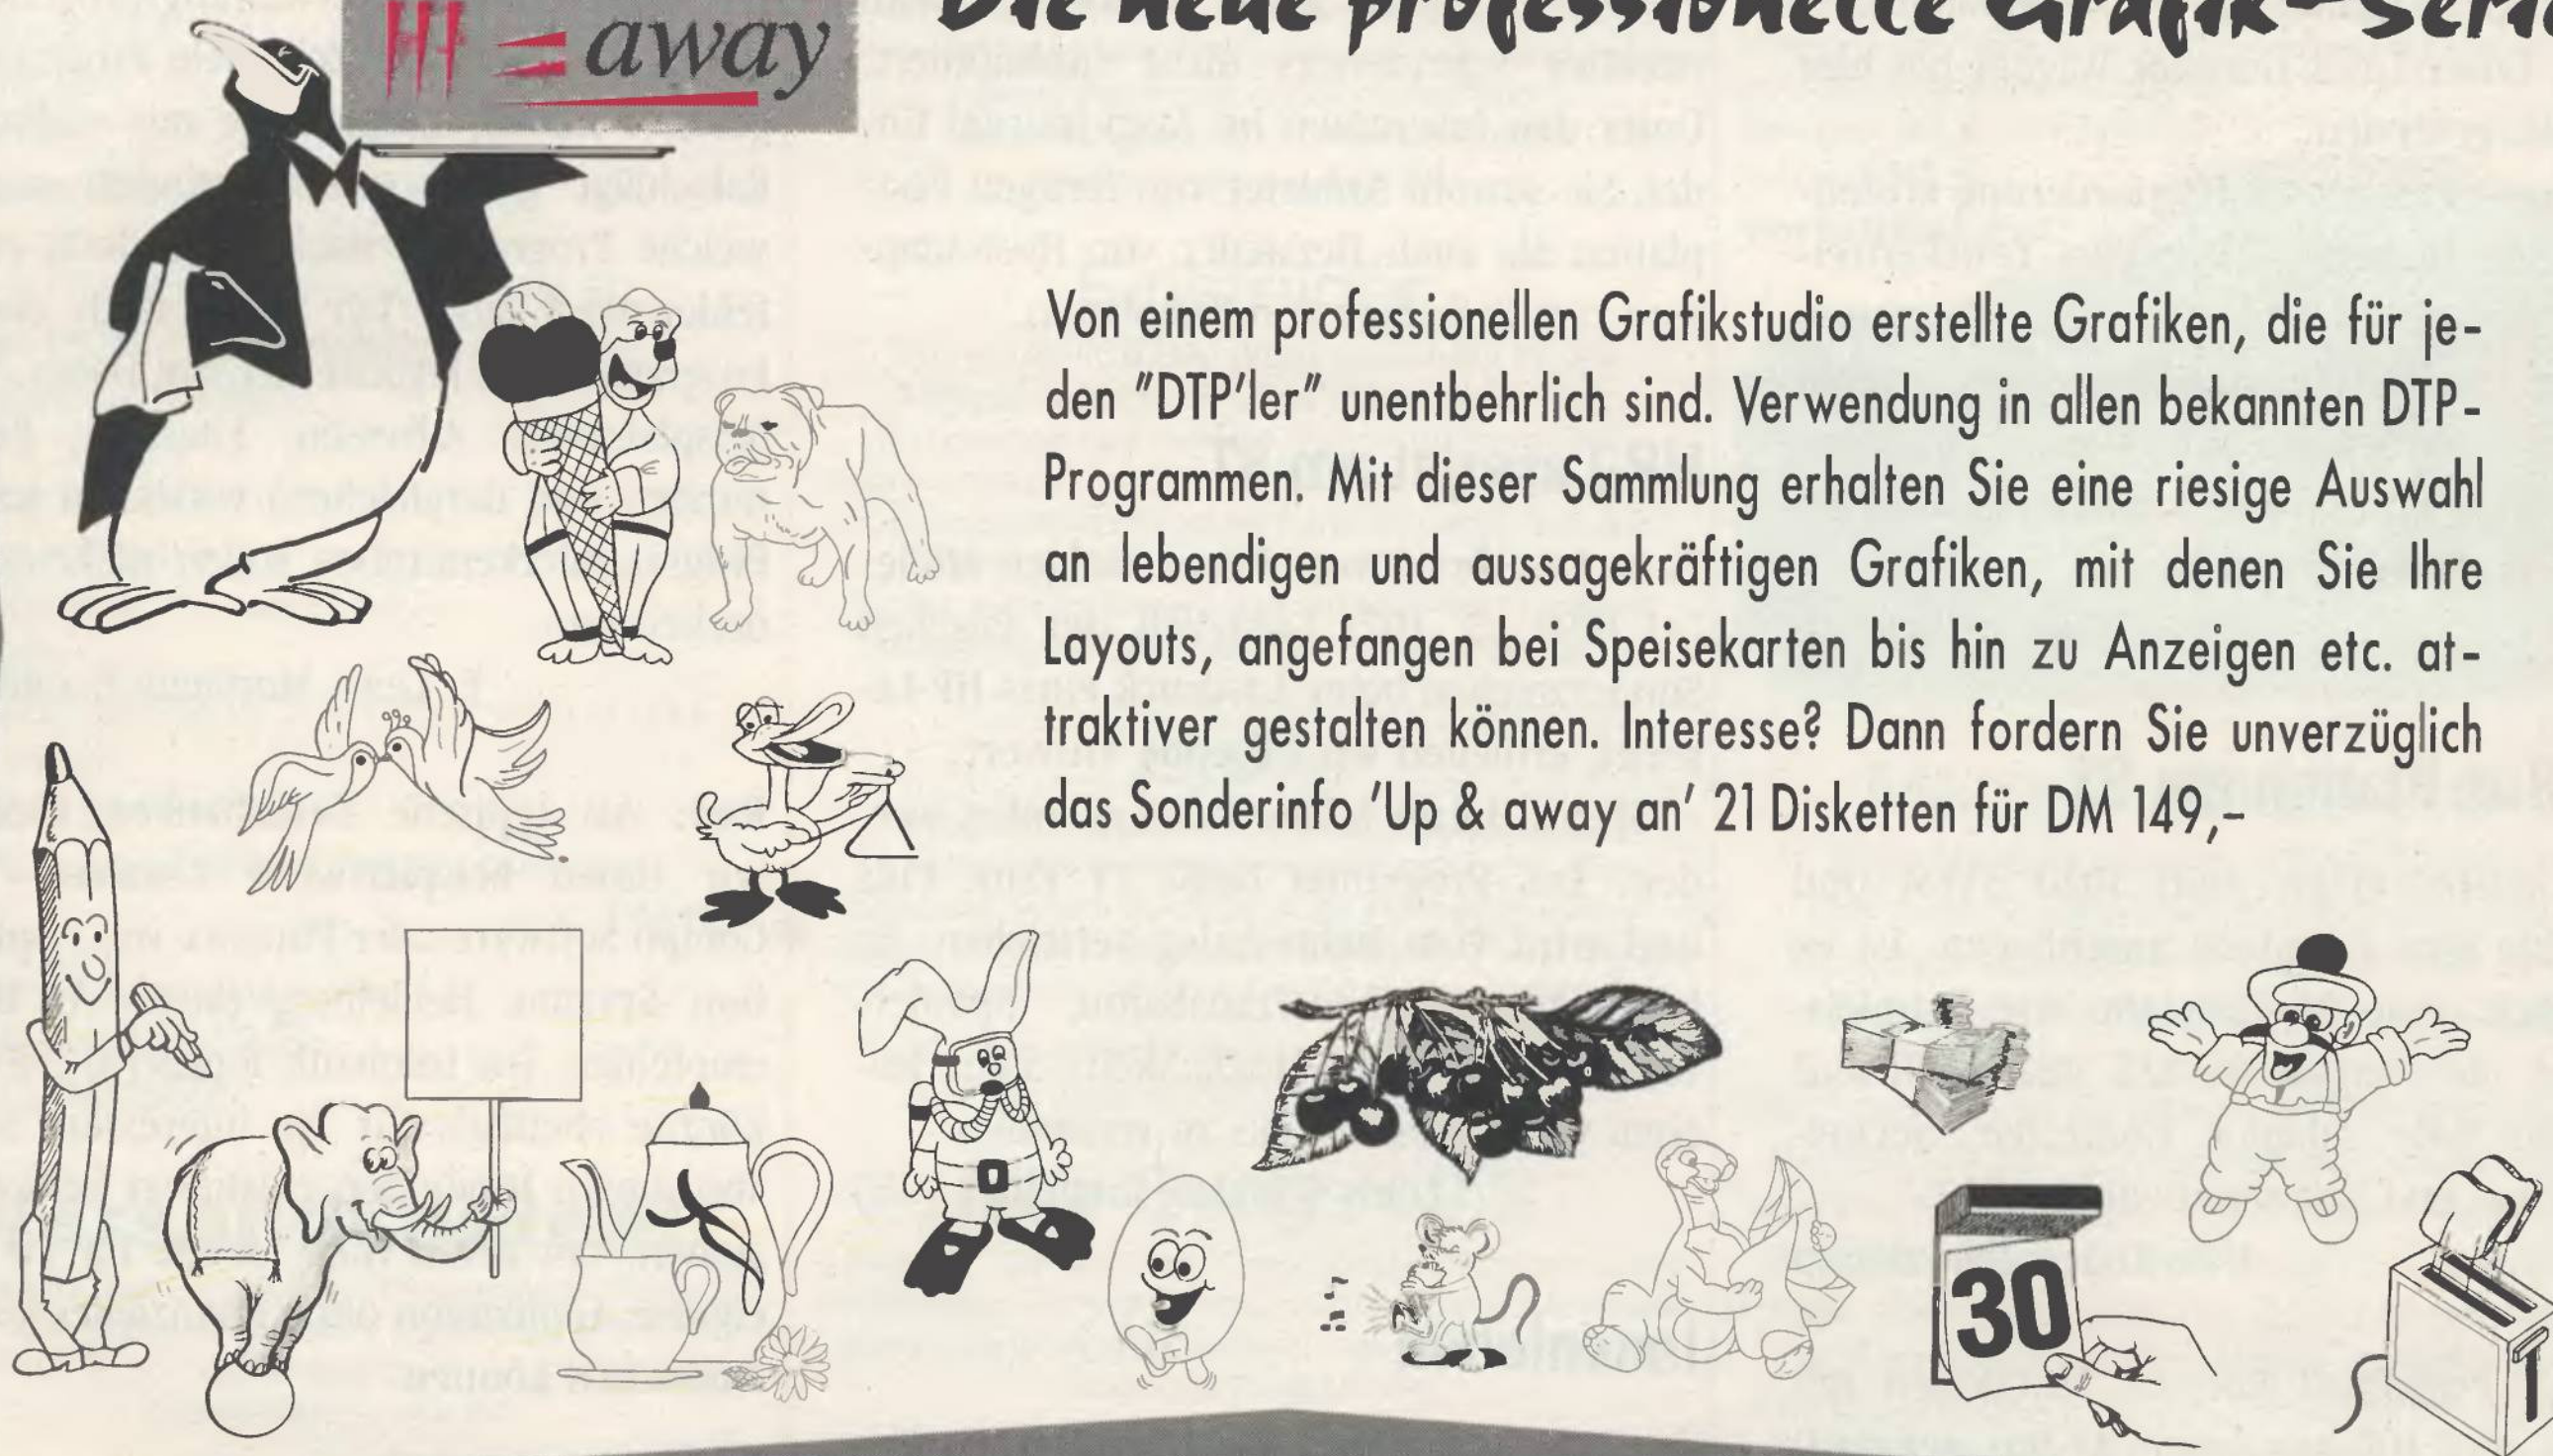 away
Die neue professionelle Grafik-Serie
Von einem professionellen Grafikstudio erstellte Grafiken, die für je-
den "DTP'ler" unentbehrlich sind. Verwendung in allen bekannten DTP-
Programmen. Mit dieser Sammlung erhalten Sie eine riesige Auswahl
an lebendigen und aussagekräftigen Grafiken, mit denen Sie Ihre
Layouts, angefangen bei Speisekarten bis hin zu Anzeigen etc. at-
traktiver gestalten können. Interesse? Dann fordern Sie unverzüglich
das Sonderinfo 'Up & away an' 21 Disketten für DM 149,-
30